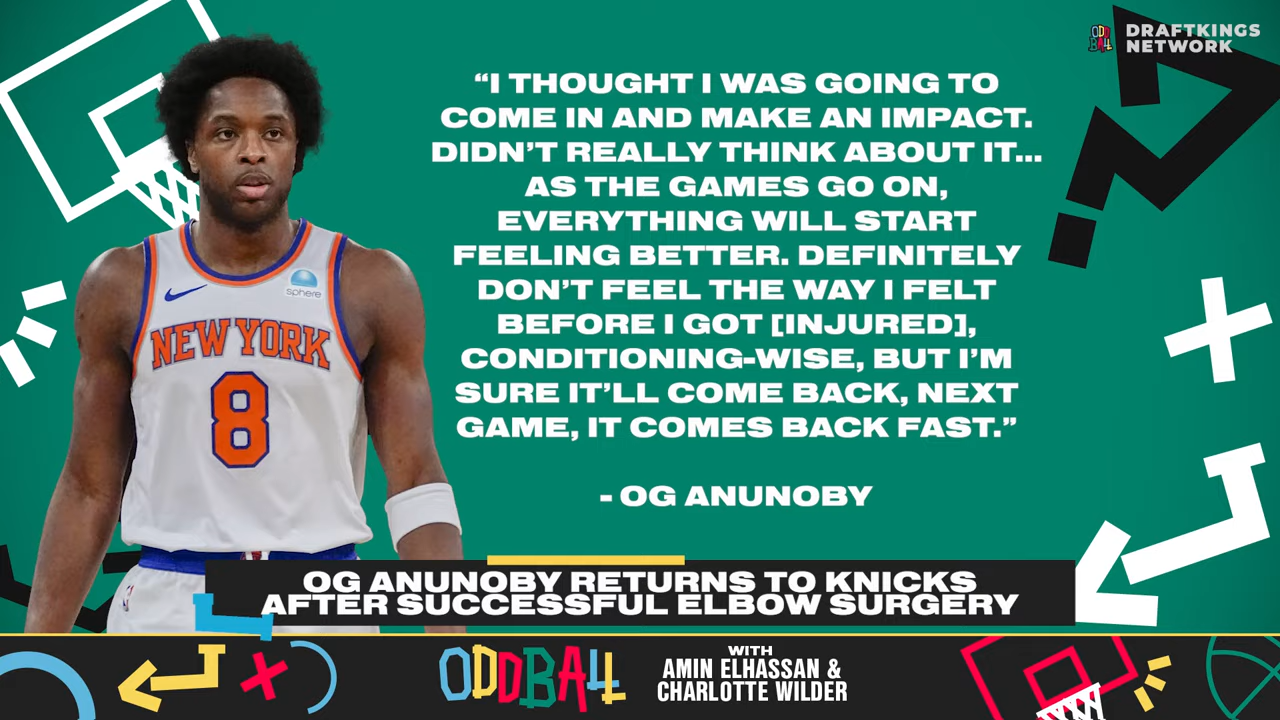 ODD BALL
DRAFTKINGS
NETWORK
“I THOUGHT I WAS GOING TO
COME IN AND MAKE AN IMPACT.
DIDN’T REALLY THINK ABOUT IT...
AS THE GAMES GO ON,
EVERYTHING WILL START
FEELING BETTER. DEFINITELY
DON’T FEEL THE WAY I FELT
BEFORE I GOT [INJURED],
CONDITIONING-WISE, BUT I’M
SURE IT’LL COME BACK, NEXT
GAME, IT COMES BACK FAST.”
- OG ANUNOBY
sphere
NEW YORK
8
OG ANUNOBY RETURNS TO KNICKS
AFTER SUCCESSFUL ELBOW SURGERY
ODDBALL
WITH
AMIN ELHASSAN &
CHARLOTTE WILDER